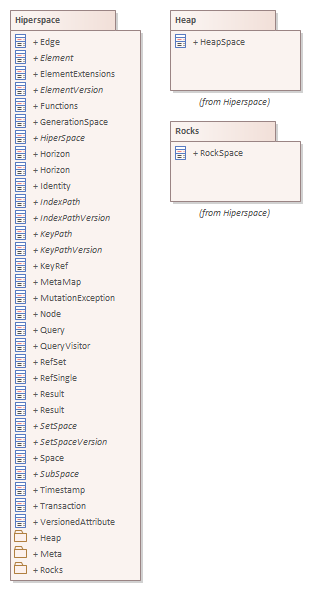 Hiperspace
+ Edge
+ Element
+ ElementExtensions
+ ElementVersion
+ Functions
+ GenerationSpace
+ HiperSpace
+ Horizon
+ Horizon
+ Identity
+ IndexPath
+ IndexPathVersion
+ KeyPath
+ KeyPathVersion
+ KeyRef
+ MetaMap
+ MutationException
+ Node
+ Query
+ QueryVisitor
+ RefSet
+ RefSingle
+ Result
+ Result
+ SetSpace
+ SetSpaceVersion
+ Space
+ SubSpace
+ Timestamp
+ Transaction
+ VersionedAttribute
+ Heap
+ Meta
+ Rocks
Heap
+ HeapSpace
(from Hiperspace)
Rocks
+ RockSpace
(from Hiperspace)